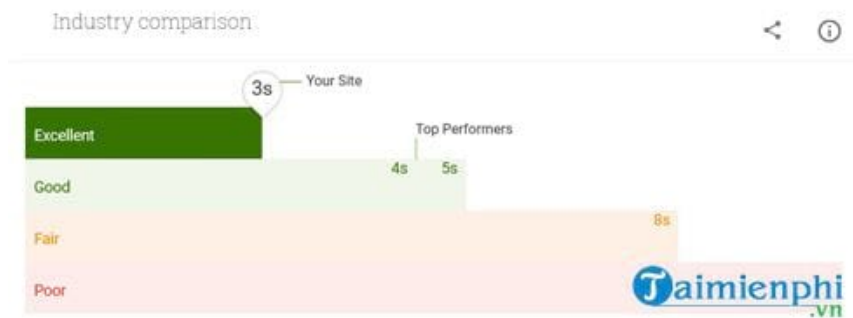 Industry comparison
3s
Your Site
Excellent
Top Performers
4s
5s
Good
8s
Fair
Poor
Taimienphi
.vn